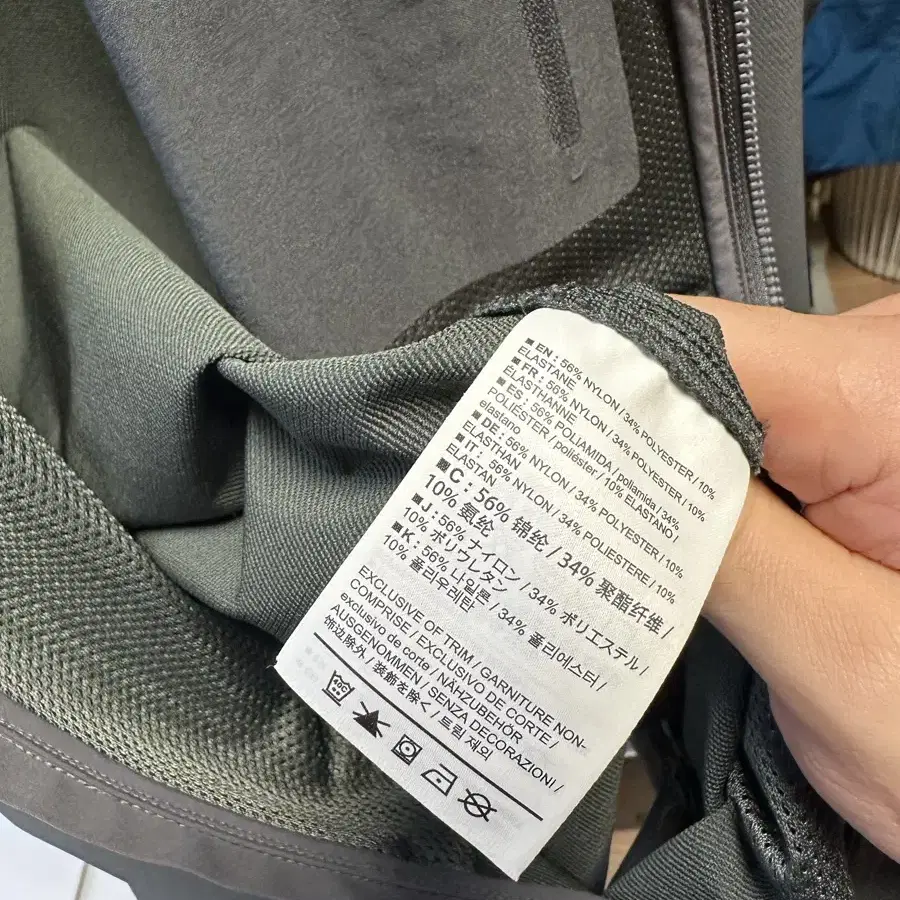 ■ EN : 56% NYLON / 34% POLYESTER / 10%
ELASTANE
■ FR : 56% NYLON / 34% POLYESTER / 10%
ÉLASTHANNE
■ ES : 56% POLIAMIDA / poliamida / 34%
POLIÉSTER / poliéster / 10% ELASTANO /
elastano
■ DE : 56% NYLON / 34% POLYESTER / 10%
ELASTHAN
■ IT : 56% NYLON / 34% POLIESTERE / 10%
ELASTAN
■ C : 56% 锦纶 / 34% 聚酯纤维 /
10% 氨纶
■ J : 56% ナイロン / 34% ポリエステル /
10% ポリウレタン
■ K : 56% 나일론 / 34% 폴리에스터 /
10% 폴리우레탄
EXCLUSIVE OF TRIM / GARNITURE NON-
COMPRISE / EXCLUSIVO DE CORTE /
exclusivo de corte / NÄHZUBEHÖR
AUSGENOMMEN / SENZA DECORAZIONI /
饰边除外 / 装飾を除く / 트림 제외
40C